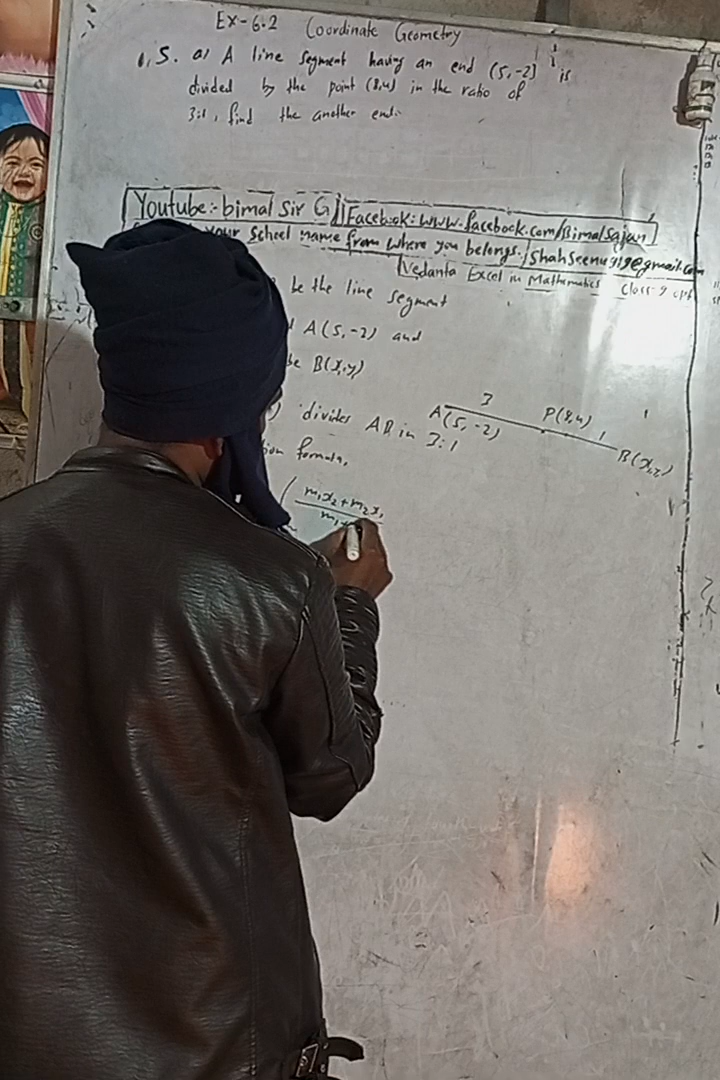 Ex-6.2 Coordinate Geometry
5. a) A line segment having an end (5,-2) is
divided by the point (8,4) in the ratio of
3:1, find the another end.
Youtube:- bimal Sir G
Facebook: www.facebook.com/Bimalsajan
your School name from where you belongs.
Shahseenu919@gmail.com
Vedanta Excel in Mathematics Class:9 opt
be the line segment
A(5,-2) and
be B(x,y)
divides AB in 3:1
formula,
( m₁x₂+m₂x₁
m₁+
3
A(5,-2)
P(8,4)
1
B(x,y)